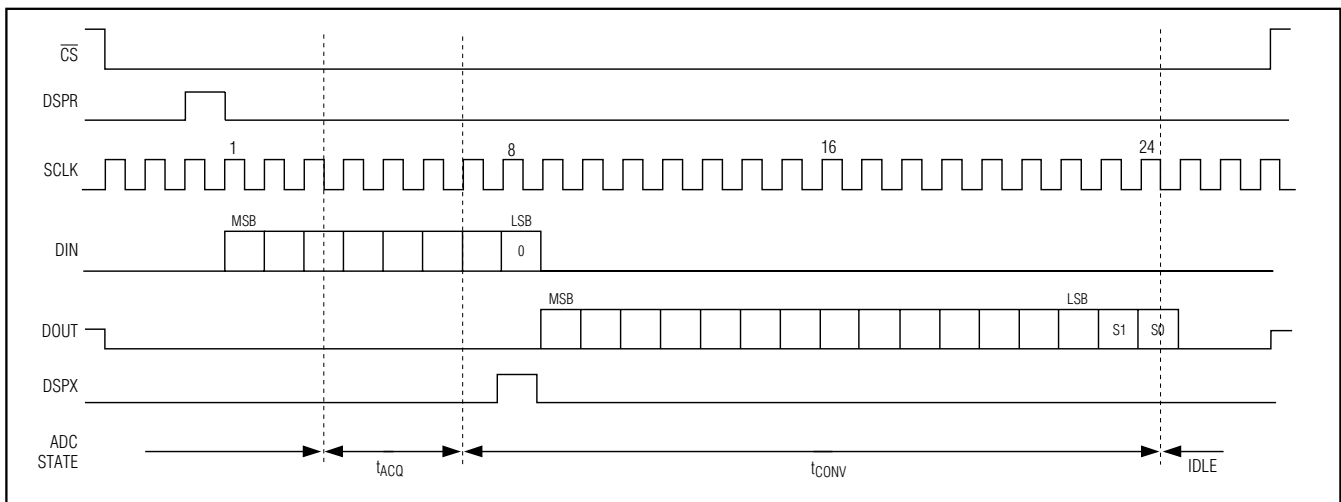 CS
DSPR
1 8 16 24
SCLK
MSB LSB
DIN 0
MSB LSB
DOUT S1 S0
DSPX
ADC
STATE
tACQ tCONV IDLE